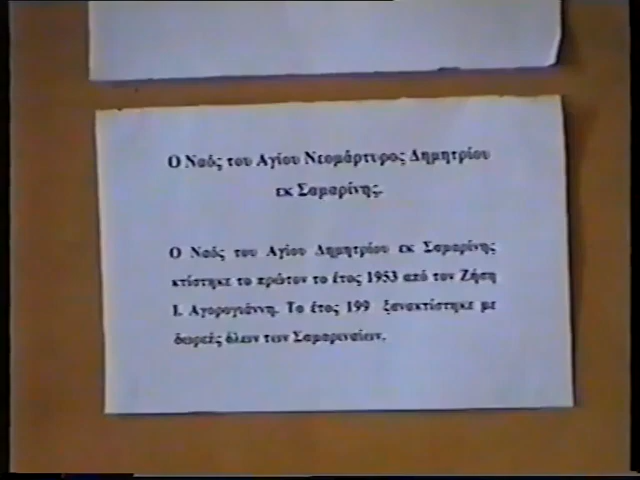 Ο Ναός του Αγίου Νεομάρτυρος Δημητρίου
εκ Σαμαρίνης.
Ο Ναός του Αγίου Δημητρίου εκ Σαμαρίνης
κτίστηκε το πρώτον το έτος 1953 από τον Ζήση
Ι. Αγορογιάννη. Το έτος 199 ξανακτίστηκε με
δωρεές όλων των Σαμαριναίων.